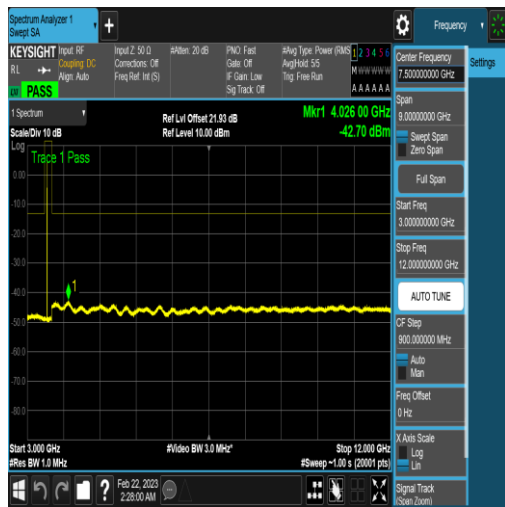 Spectrum Analyzer 1
Swept SA
+
Frequency
KEYSIGHT
RL
PASS
Input: RF
Coupling: DC
Align: Auto
Input Z: 50 Ω
Corrections: Off
Freq Ref: Int (S)
#Atten: 20 dB
PNO: Fast
Gate: Off
IF Gain: Low
Sig Track: Off
#Avg Type: Power (RMS
Avg|Hold: 5/5
Trig: Free Run
1 2 3 4 5 6
M w w w w w
A A A A A A
1 Spectrum
Scale/Div 10 dB
Ref Lvl Offset 21.93 dB
Ref Level 10.00 dBm
Mkr1 4.026 00 GHz
-42.70 dBm
Log
Trace 1 Pass
0.00
-10.0
-20.0
-30.0
-40.0
-50.0
-60.0
-70.0
-80.0
1
Start 3.000 GHz
#Res BW 1.0 MHz
#Video BW 3.0 MHz*
Stop 12.000 GHz
#Sweep ~1.00 s (20001 pts)
Feb 22, 2023
2:28:00 AM
?
Center Frequency
7.500000000 GHz
Settings
Span
9.00000000 GHz
Swept Span
Zero Span
Full Span
Start Freq
3.000000000 GHz
Stop Freq
12.000000000 GHz
AUTO TUNE
CF Step
900.000000 MHz
Auto
Man
Freq Offset
0 Hz
X Axis Scale
Log
Lin
Signal Track
(Span Zoom)